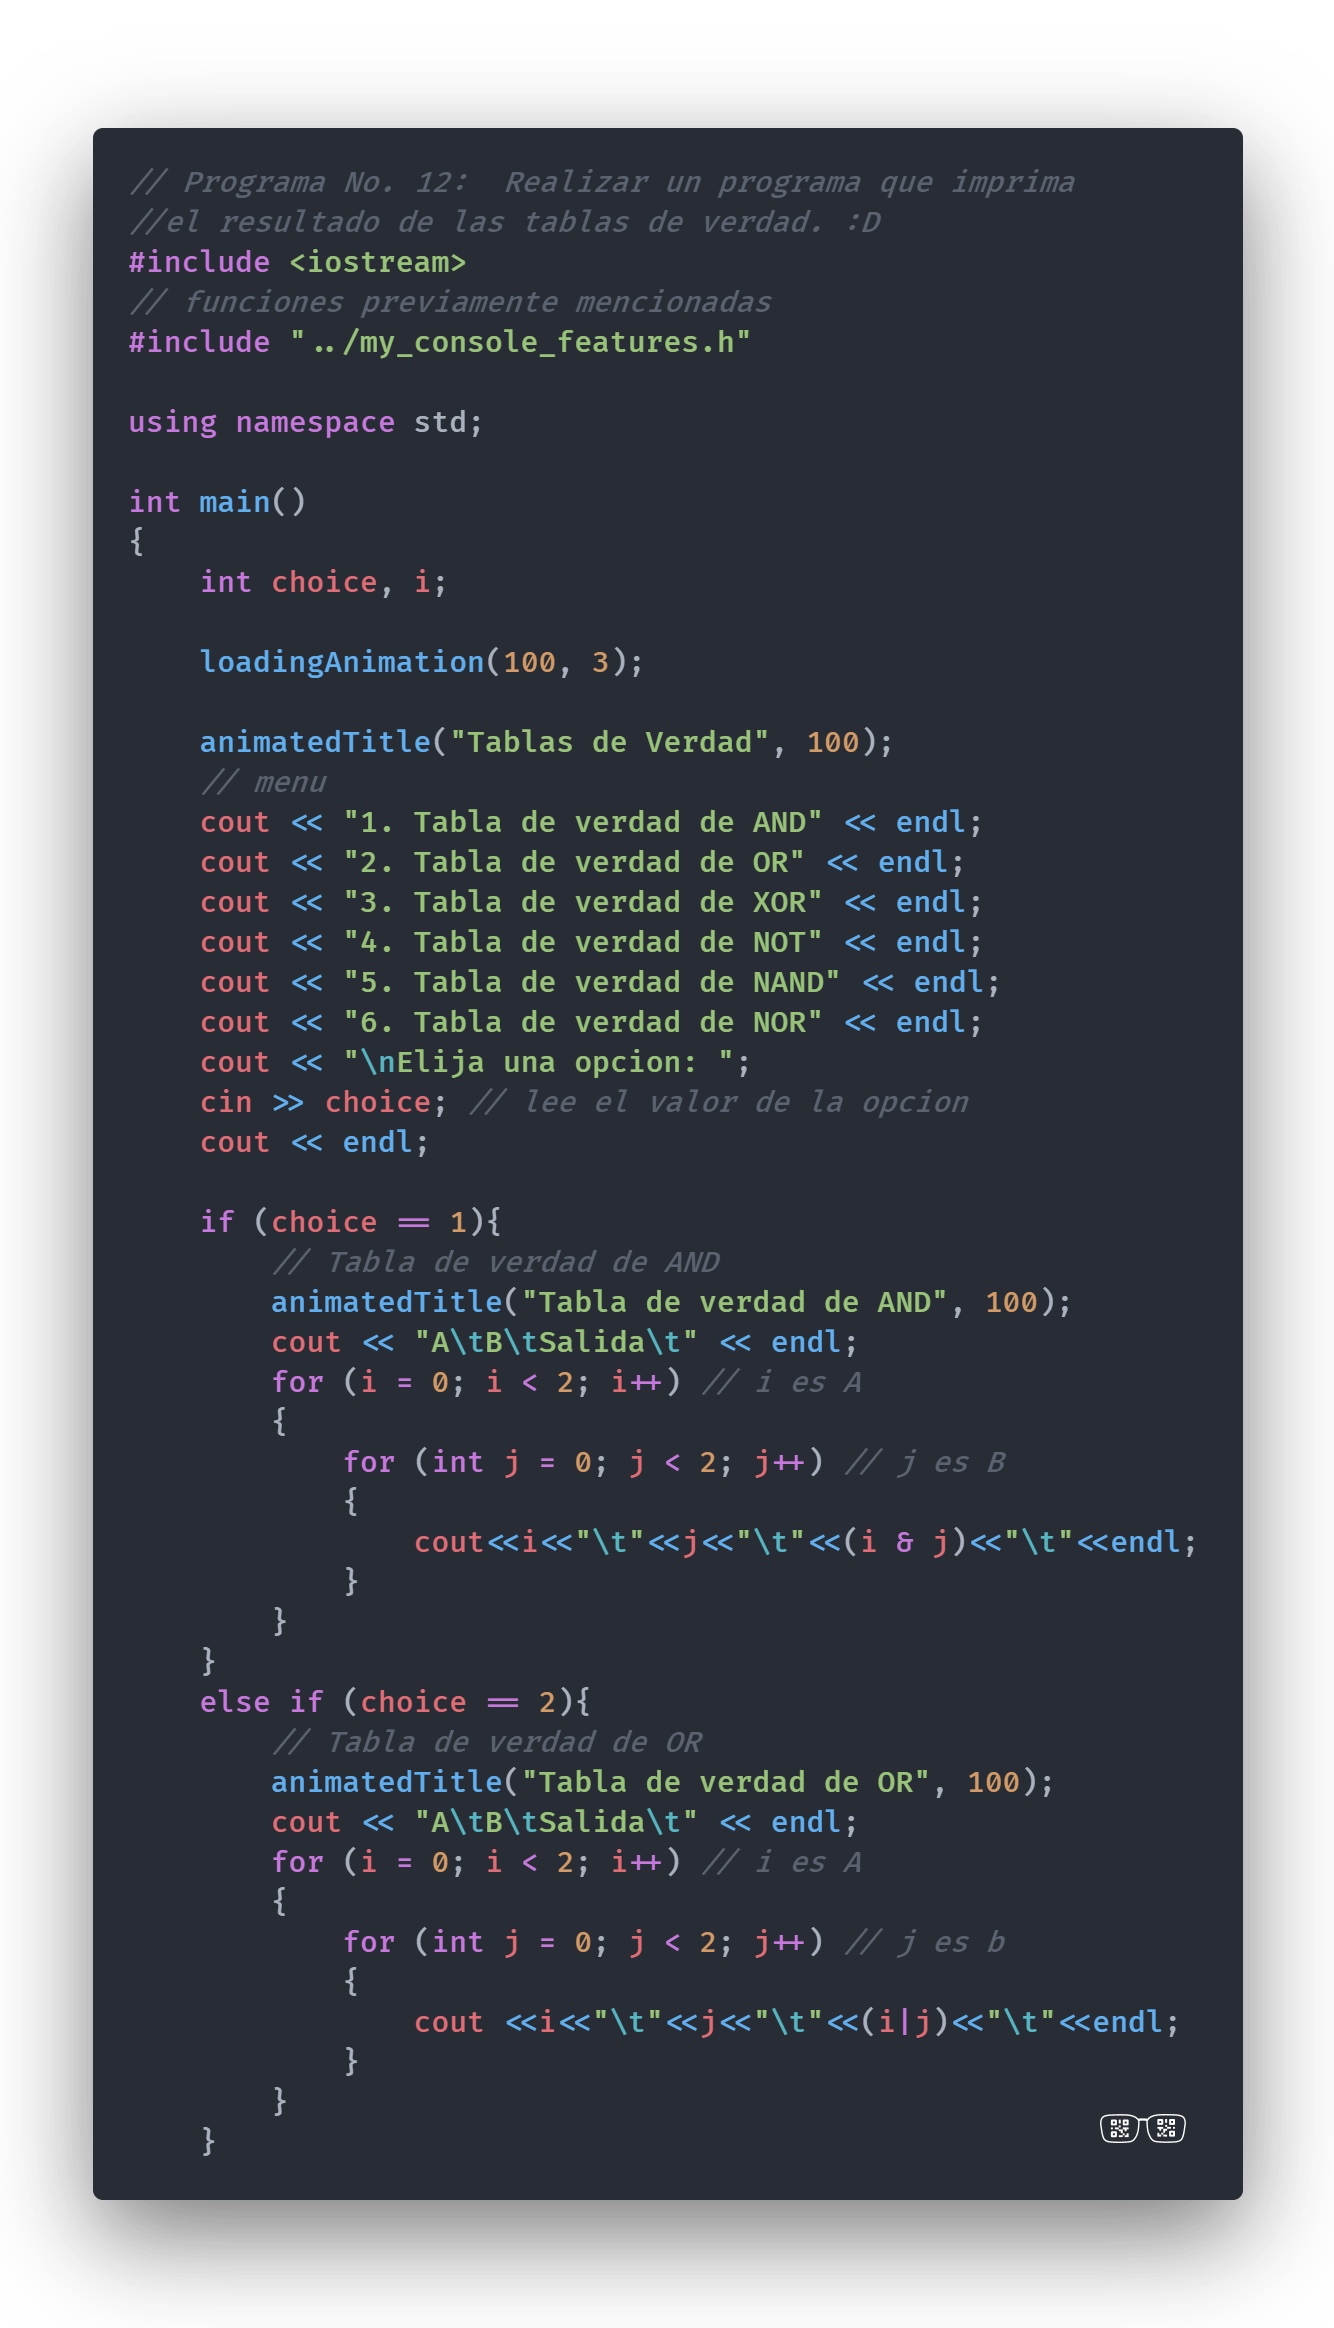 // Programa No. 12:  Realizar un programa que imprima
//el resultado de las tablas de verdad. :D
#include <iostream>
// funciones previamente mencionadas
#include "../my_console_features.h"

using namespace std;

int main()
{
    int choice, i;

    loadingAnimation(100, 3);

    animatedTitle("Tablas de Verdad", 100);
    // menu
    cout << "1. Tabla de verdad de AND" << endl;
    cout << "2. Tabla de verdad de OR" << endl;
    cout << "3. Tabla de verdad de XOR" << endl;
    cout << "4. Tabla de verdad de NOT" << endl;
    cout << "5. Tabla de verdad de NAND" << endl;
    cout << "6. Tabla de verdad de NOR" << endl;
    cout << "\nElija una opcion: ";
    cin >> choice; // lee el valor de la opcion
    cout << endl;

    if (choice == 1){
        // Tabla de verdad de AND
        animatedTitle("Tabla de verdad de AND", 100);
        cout << "A\tB\tSalida\t" << endl;
        for (i = 0; i < 2; i++) // i es A
        {
            for (int j = 0; j < 2; j++) // j es B
            {
                cout<<i<<"\t"<<j<<"\t"<<(i & j)<<"\t"<<endl;
            }
        }
    }
    else if (choice == 2){
        // Tabla de verdad de OR
        animatedTitle("Tabla de verdad de OR", 100);
        cout << "A\tB\tSalida\t" << endl;
        for (i = 0; i < 2; i++) // i es A
        {
            for (int j = 0; j < 2; j++) // j es b
            {
                cout <<i<<"\t"<<j<<"\t"<<(i|j)<<"\t"<<endl;
            }
        }
    }